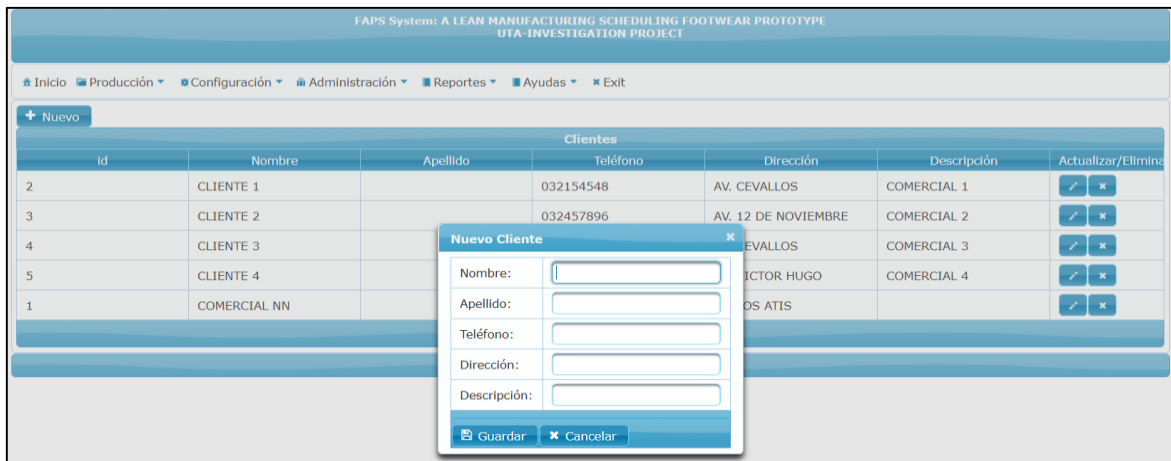 FAPS System: A LEAN MANUFACTURING SCHEDULING FOOTWEAR PROTOTYPE
UTA-INVESTIGATION PROJECT
Inicio Producción Configuración Administración Reportes Ayudas Exit
Nuevo
Clientes
id Nombre Apellido Teléfono Dirección Descripción Actualizar/Elimina
2 CLIENTE 1 032154548 AV. CEVALLOS COMERCIAL 1
3 CLIENTE 2 032457896 AV. 12 DE NOVIEMBRE COMERCIAL 2
4 CLIENTE 3 EVALLOS COMERCIAL 3
5 CLIENTE 4 ICTOR HUGO COMERCIAL 4
1 COMERCIAL NN OS ATIS
Nuevo Cliente
Nombre:
Apellido:
Teléfono:
Dirección:
Descripción:
Guardar Cancelar